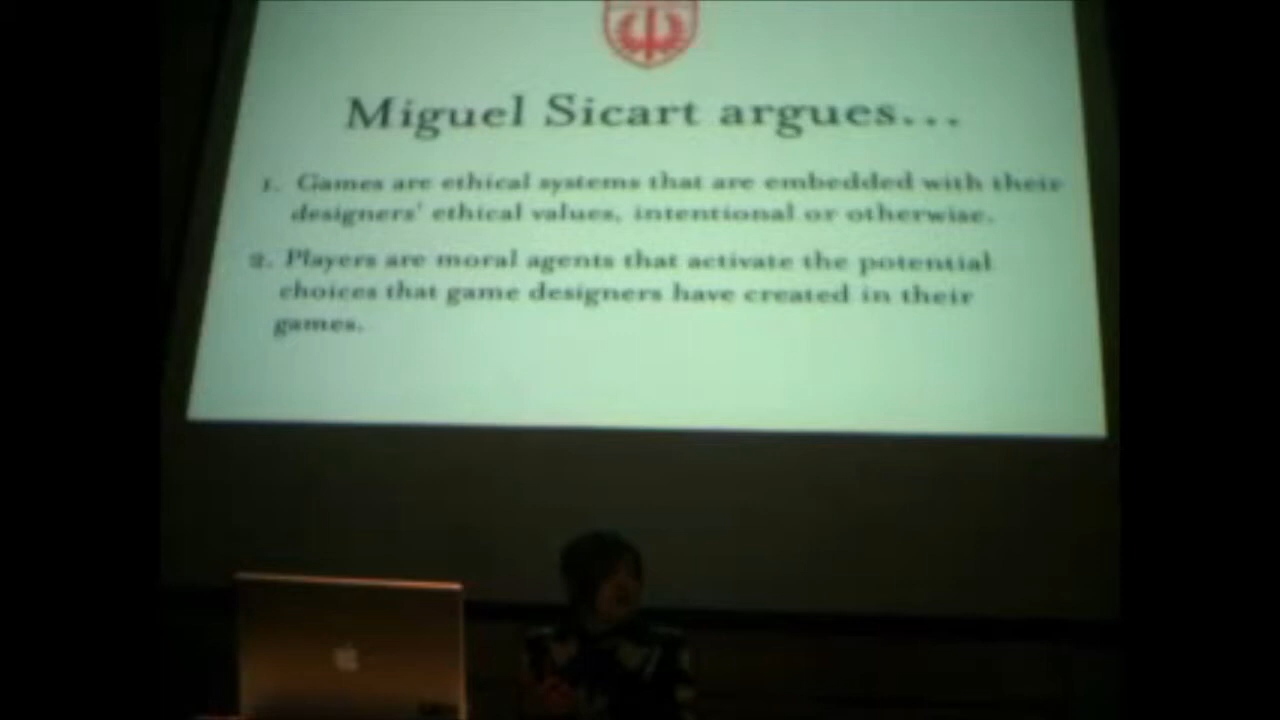 Miguel Sicart argues...
1. Games are ethical systems that are embedded with their
designers' ethical values, intentional or otherwise.
2. Players are moral agents that activate the potential
choices that game designers have created in their
games.